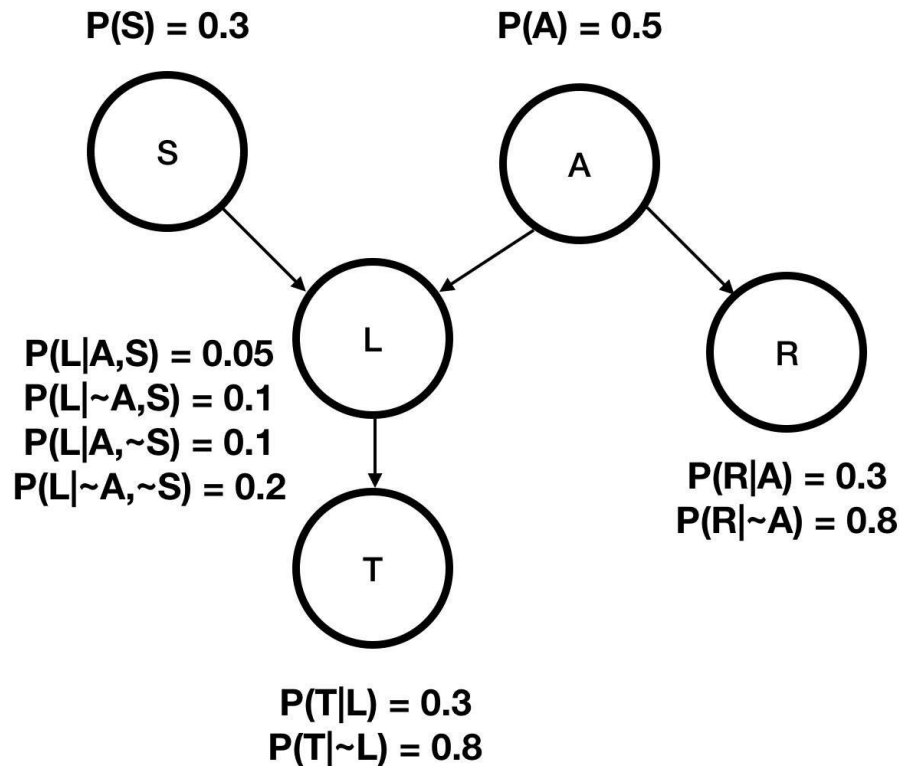 P(S) = 0.3
P(A) = 0.5
S
A
L
R
P(L|A,S) = 0.05
P(L|~A,S) = 0.1
P(L|A,~S) = 0.1
P(L|~A,~S) = 0.2
P(R|A) = 0.3
P(R|~A) = 0.8
T
P(T|L) = 0.3
P(T|~L) = 0.8